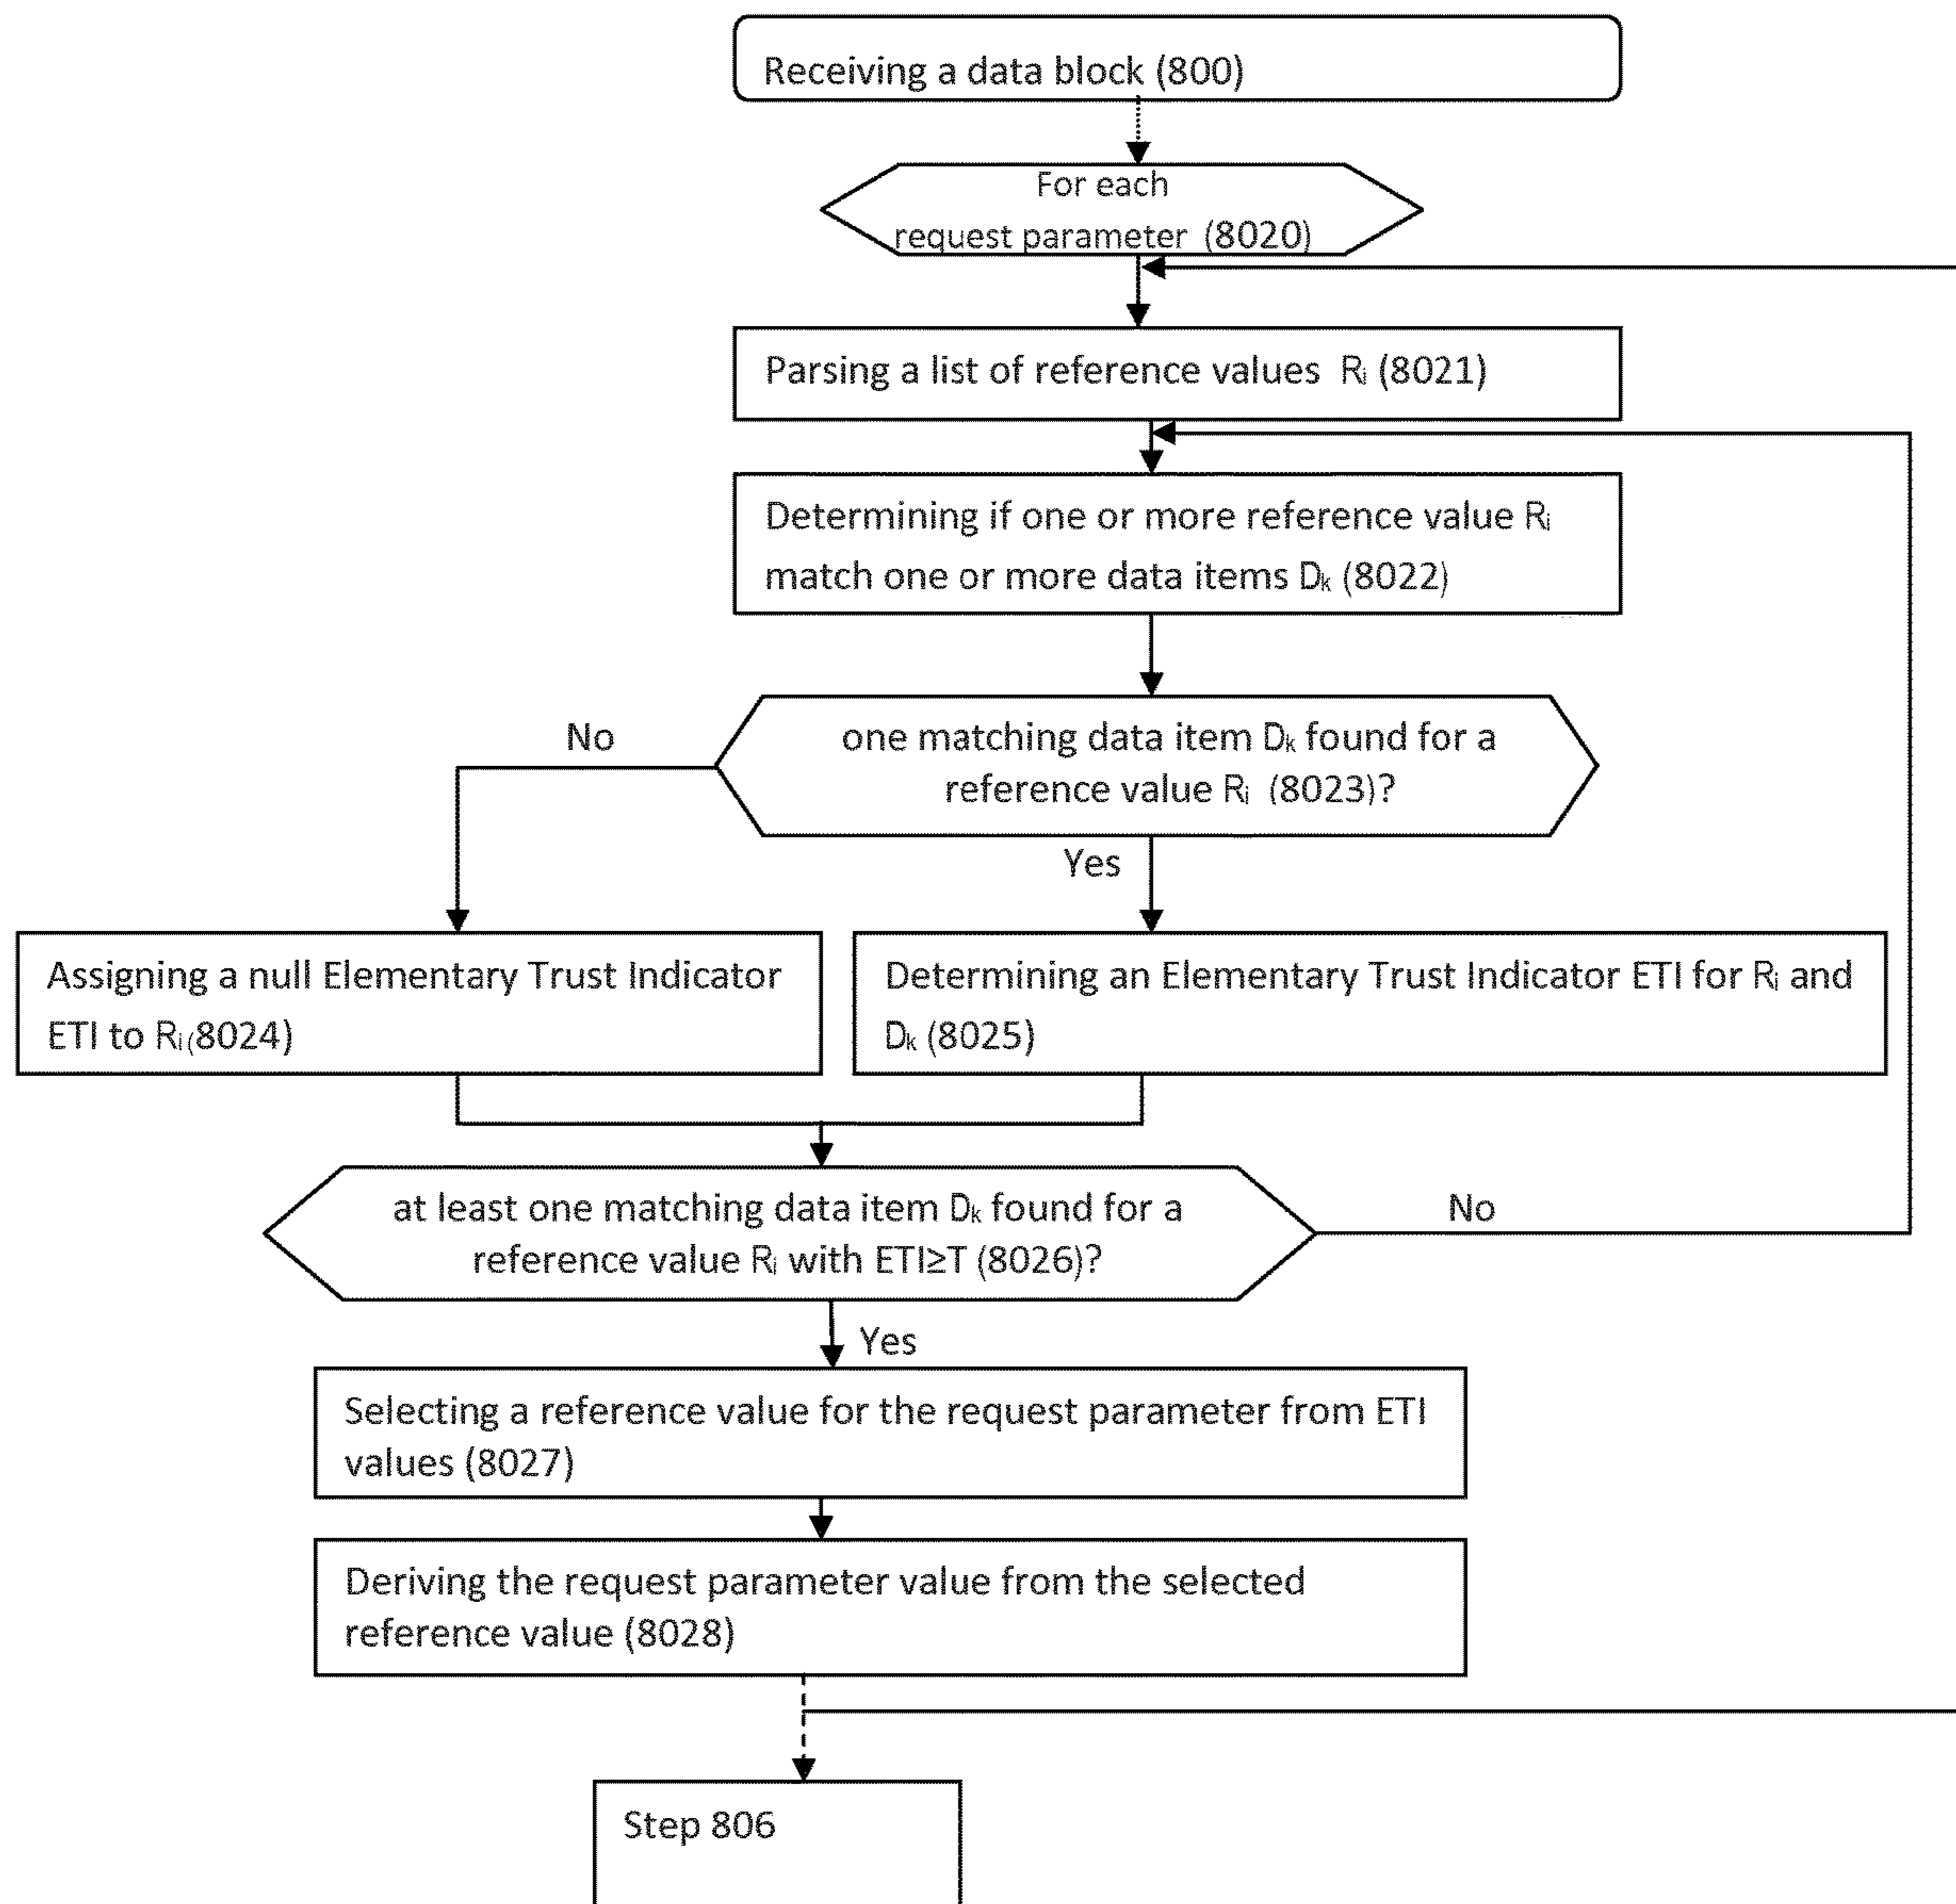 Receiving a data block (800)
For each
request parameter (8020)
Parsing a list of reference values Ri (8021)
Determining if one or more reference value Ri
match one or more data items Dk (8022)
No
one matching data item Dk found for a
reference value Ri (8023)?
Yes
Assigning a null Elementary Trust Indicator
ETI to Ri (8024)
Determining an Elementary Trust Indicator ETI for Ri and
Dk (8025)
at least one matching data item Dk found for a
reference value Ri with ETI≥T (8026)?
No
Yes
Selecting a reference value for the request parameter from ETI
values (8027)
Deriving the request parameter value from the selected
reference value (8028)
Step 806